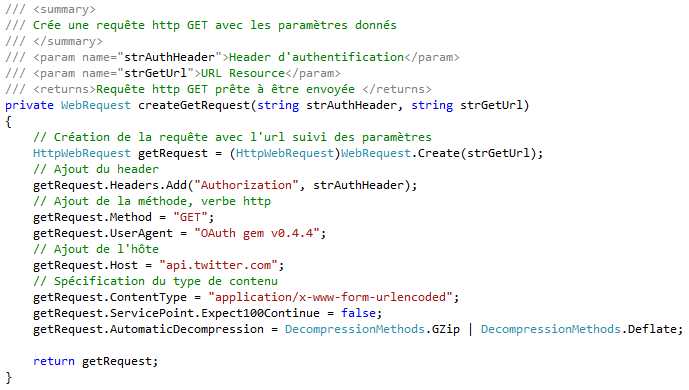 /// <summary>
/// Crée une requête http GET avec les paramètres donnés
/// </summary>
/// <param name="strAuthHeader">Header d'authentification</param>
/// <param name="strGetUrl">URL Resource</param>
/// <returns>Requête http GET prête à être envoyée </returns>
private WebRequest createGetRequest(string strAuthHeader, string strGetUrl)
{
    // Création de la requête avec l'url suivi des paramètres
    HttpWebRequest getRequest = (HttpWebRequest)WebRequest.Create(strGetUrl);
    // Ajout du header
    getRequest.Headers.Add("Authorization", strAuthHeader);
    // Ajout de la méthode, verbe http
    getRequest.Method = "GET";
    getRequest.UserAgent = "OAuth gem v0.4.4";
    // Ajout de l'hôte
    getRequest.Host = "api.twitter.com";
    // Spécification du type de contenu
    getRequest.ContentType = "application/x-www-form-urlencoded";
    getRequest.ServicePoint.Expect100Continue = false;
    getRequest.AutomaticDecompression = DecompressionMethods.GZip | DecompressionMethods.Deflate;

    return getRequest;
}